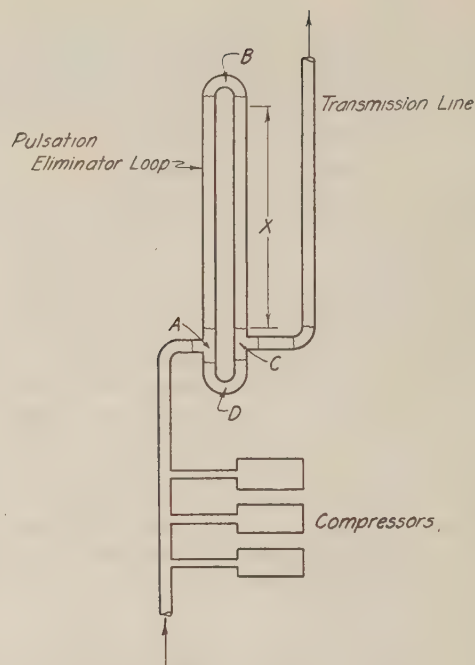 B
Transmission Line
Pulsation
Eliminator Loop
X
A
C
D
Compressors